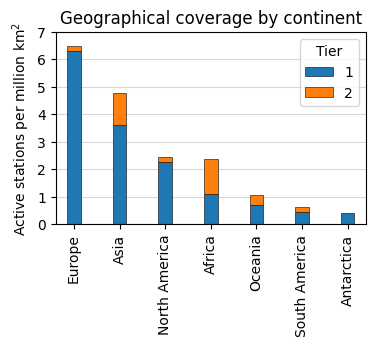 Geographical coverage by continent
Active stations per million km²
7
6
5
4
3
2
1
0
Tier
1
2
Europe
Asia
North America
Africa
Oceania
South America
Antarctica